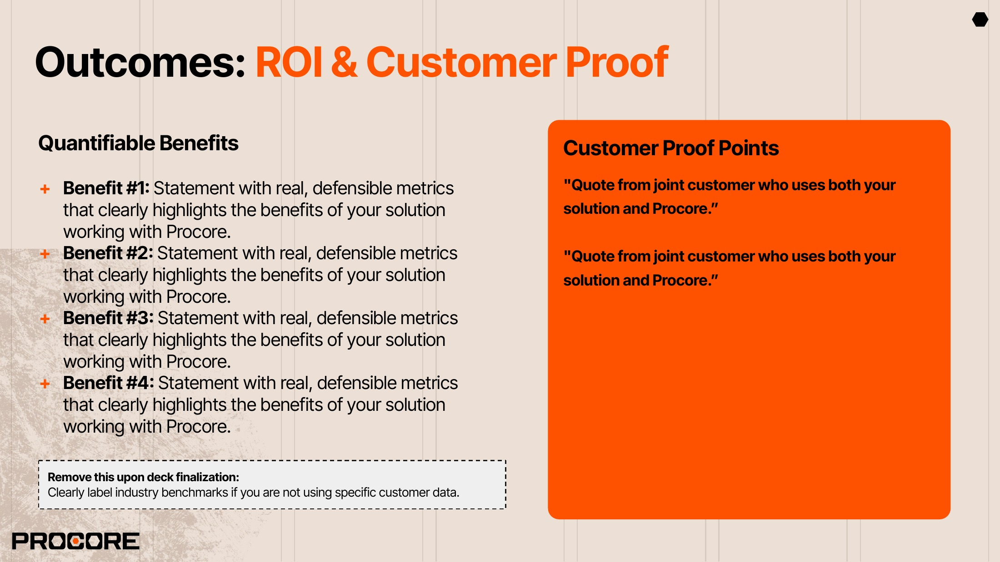 Outcomes: ROI & Customer Proof
Quantifiable Benefits
+ Benefit #1: Statement with real, defensible metrics
that clearly highlights the benefits of your solution
working with Procore.
+ Benefit #2: Statement with real, defensible metrics
that clearly highlights the benefits of your solution
working with Procore.
+ Benefit #3: Statement with real, defensible metrics
that clearly highlights the benefits of your solution
working with Procore.
+ Benefit #4: Statement with real, defensible metrics
that clearly highlights the benefits of your solution
working with Procore.
Remove this upon deck finalization:
Clearly label industry benchmarks if you are not using specific customer data.
Customer Proof Points
"Quote from joint customer who uses both your
solution and Procore.”
"Quote from joint customer who uses both your
solution and Procore.”
PROCORE